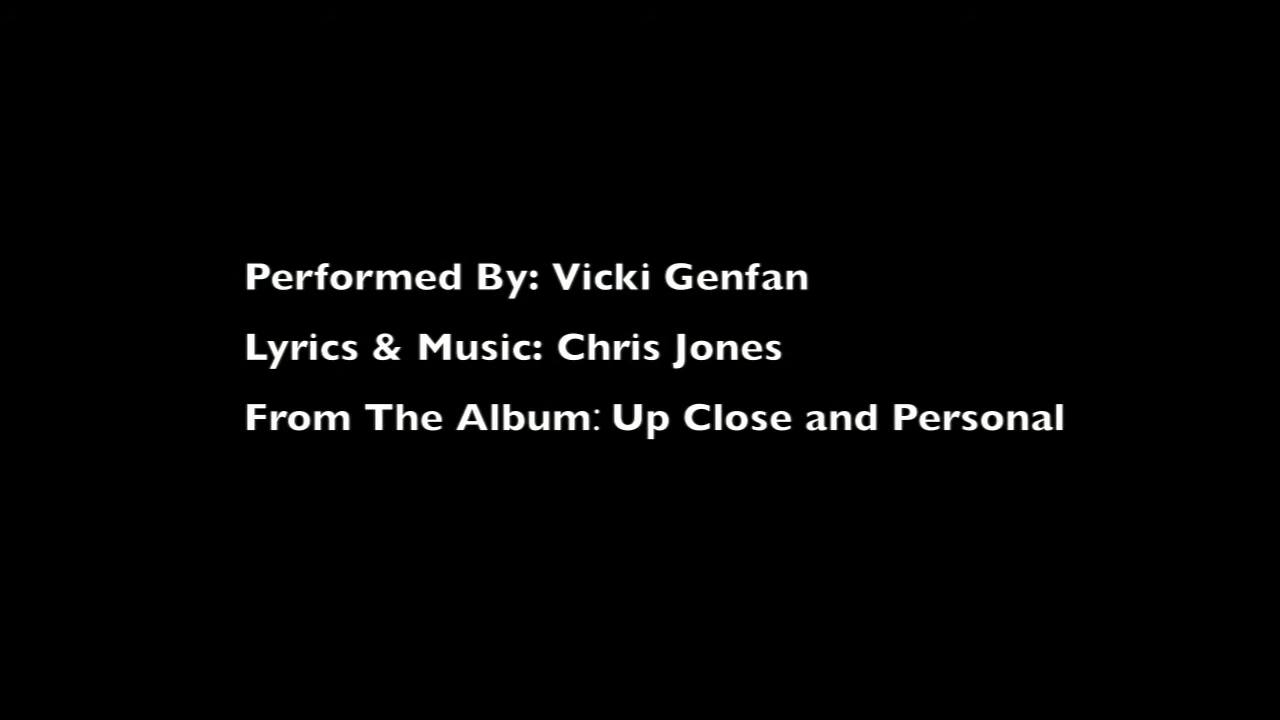 Performed By: Vicki Genfan
Lyrics & Music: Chris Jones
From The Album: Up Close and Personal